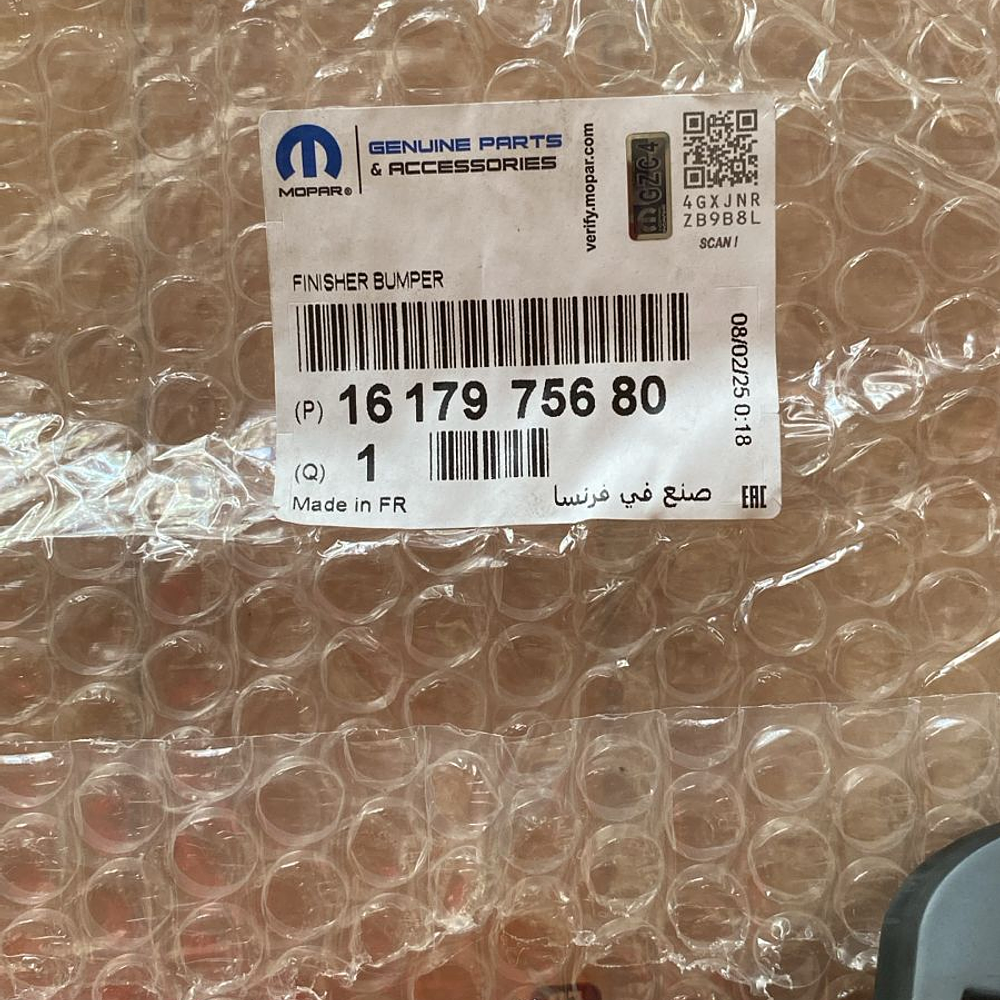 MOPAR®
GENUINE PARTS
& ACCESSORIES
verify.mopar.com
GZC4
4GXJNR
ZB9B8L
SCAN!
FINISHER BUMPER
(P) 16 179 756 80
08/02/25 0:18
(Q) 1
Made in FR
صنع في فرنسا
EAC